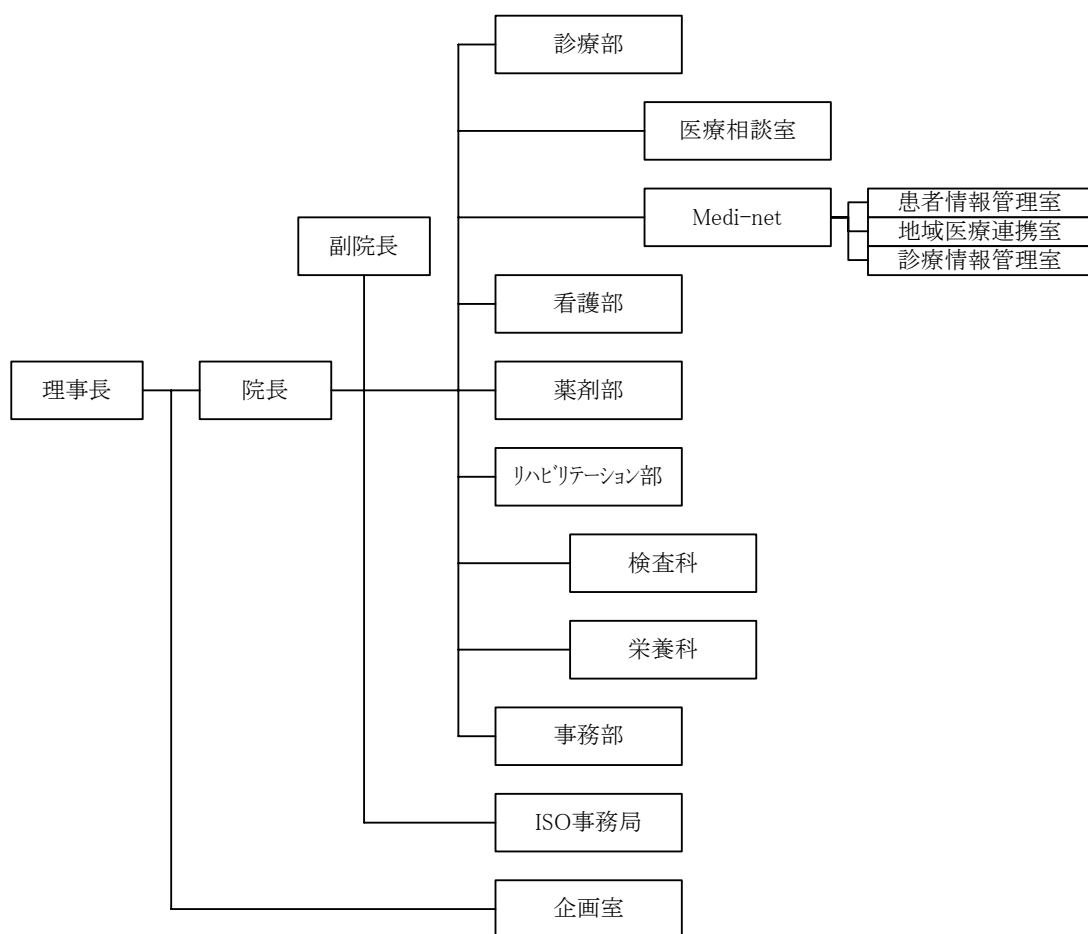 診療部
医療相談室
Medi-net
患者情報管理室
地域医療連携室
診療情報管理室
副院長
看護部
理事長
院長
薬剤部
ﾘﾊﾋﾞﾘﾃｰｼｮﾝ部
検査科
栄養科
事務部
ISO事務局
企画室